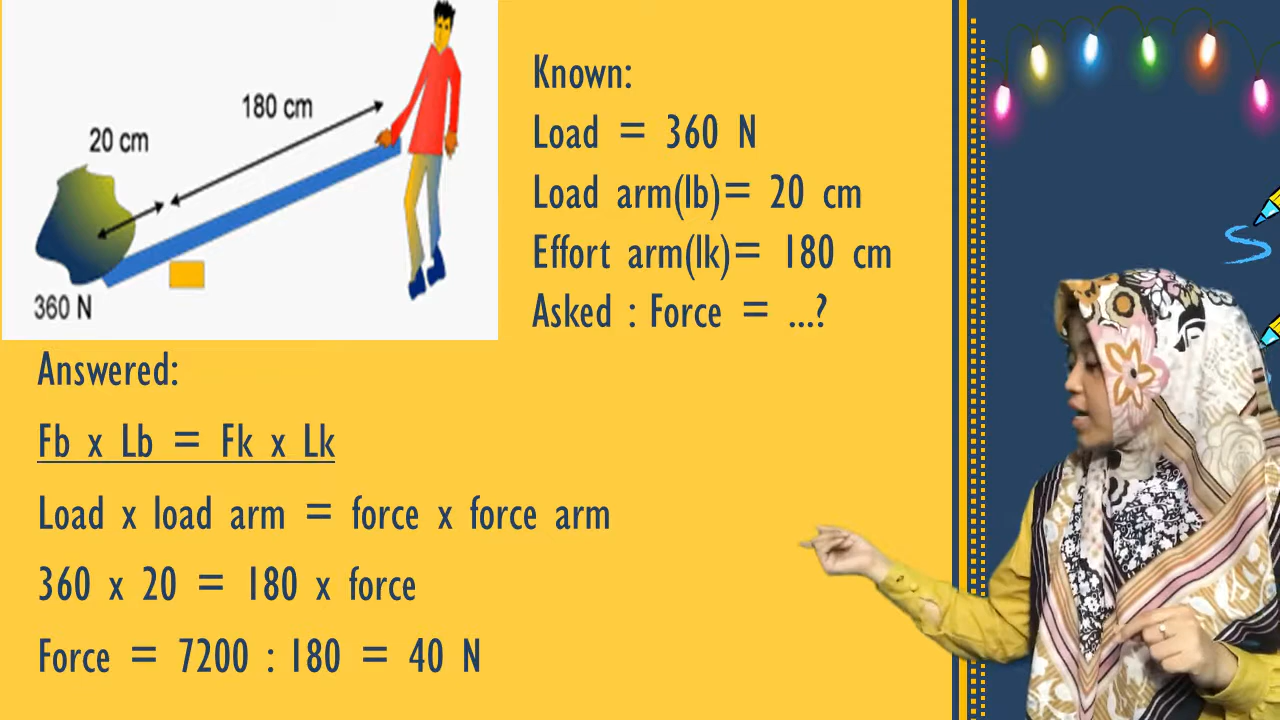 180 cm
20 cm
360 N
Known:
Load = 360 N
Load arm(lb)= 20 cm
Effort arm(lk)= 180 cm
Asked : Force = ...?
Answered:
Fb x Lb = Fk x Lk
Load x load arm = force x force arm
360 x 20 = 180 x force
Force = 7200 : 180 = 40 N